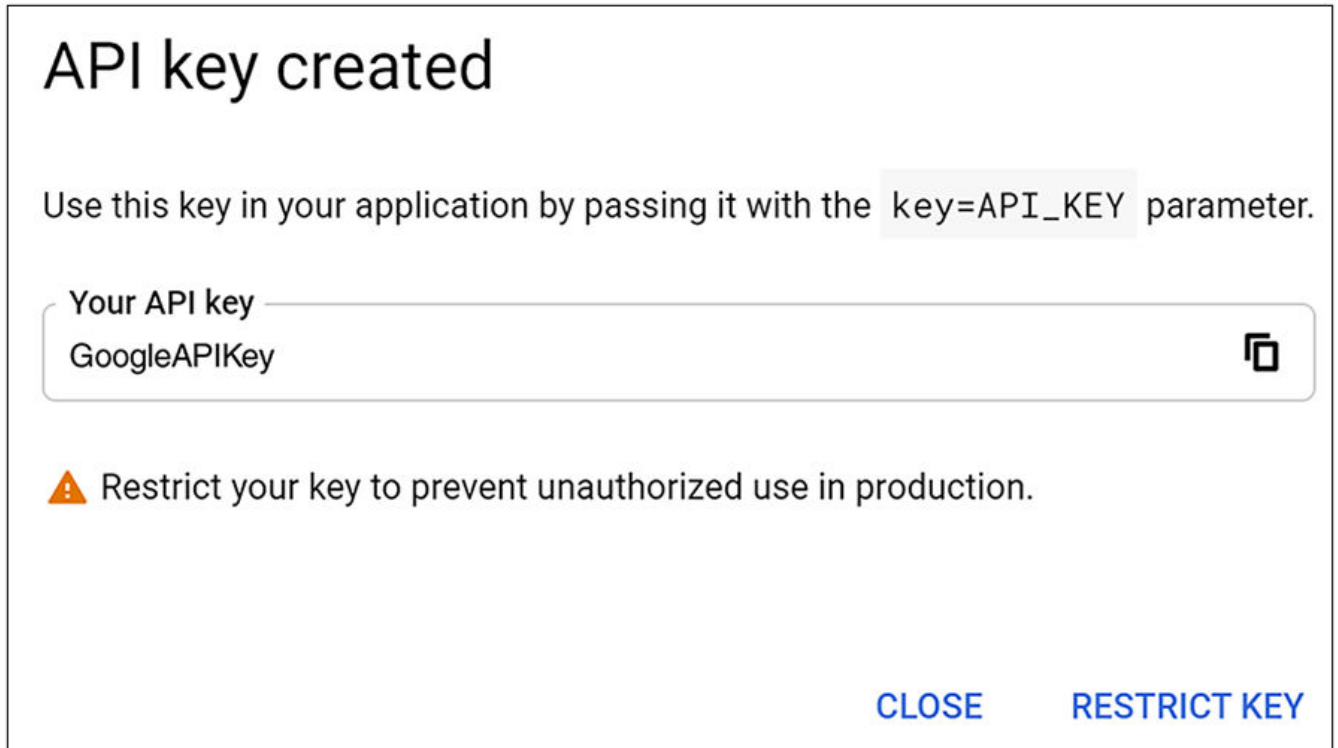 API key created
Use this key in your application by passing it with the key=API_KEY parameter.
Your API key
GoogleAPIKey
Restrict your key to prevent unauthorized use in production.
CLOSE RESTRICT KEY